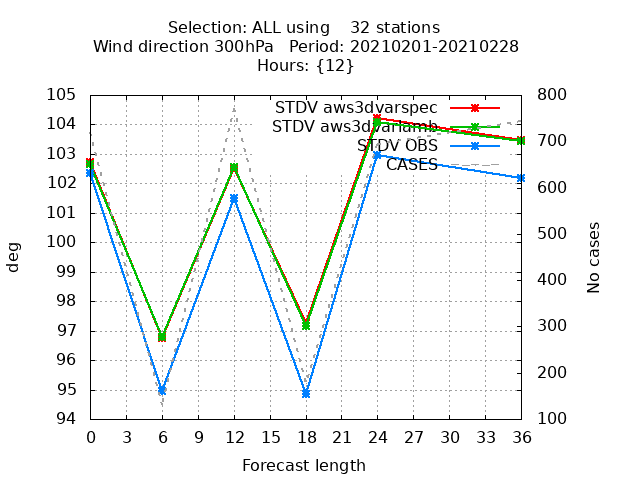 Selection: ALL using    32 stations
Wind direction 300hPa   Period: 20210201-20210228
Hours: {12}
STDV aws3dvarspec
STDV aws3dvarlamb
STDV OBS
CASES
deg
105
104
103
102
101
100
99
98
97
96
95
94
No cases
800
700
600
500
400
300
200
100
0 3 6 9 12 15 18 21 24 27 30 33 36
Forecast length